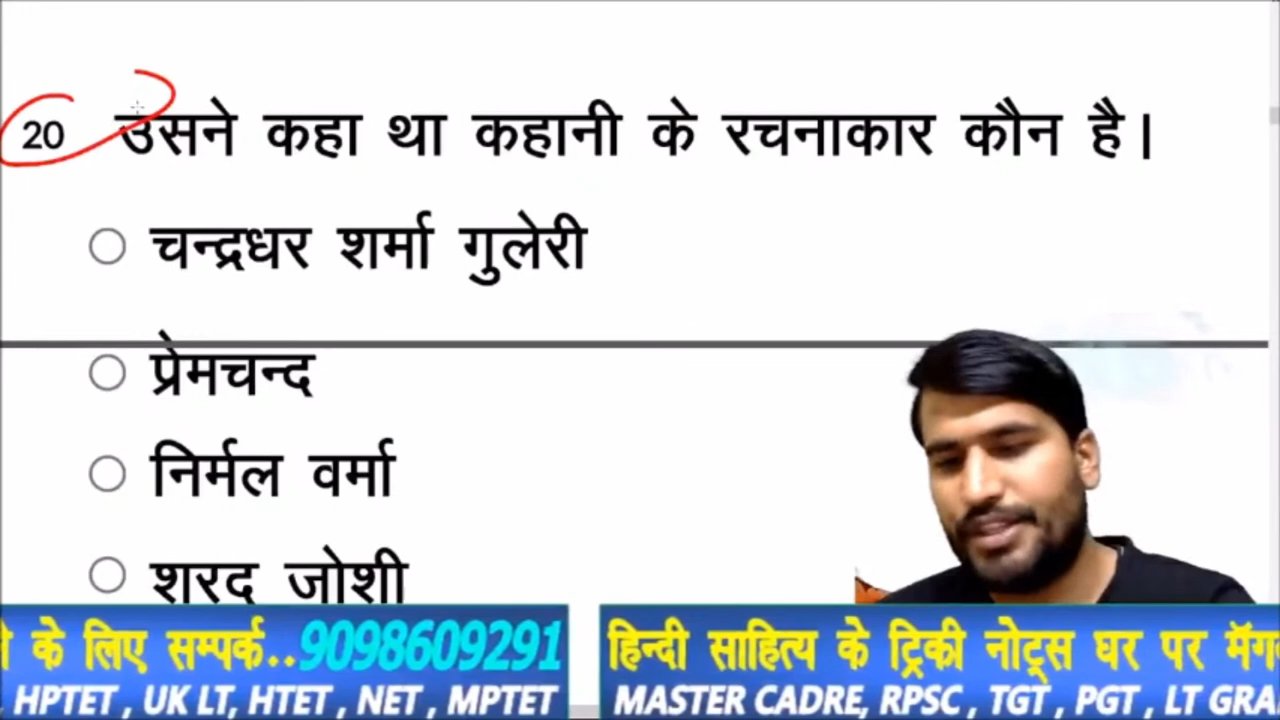 20 उसने कहा था कहानी के रचनाकार कौन है।
चन्द्रधर शर्मा गुलेरी
प्रेमचन्द
निर्मल वर्मा
शरद जोशी
के लिए सम्पर्क..9098609291
हिन्दी साहित्य के ट्रिकी नोट्स घर पर
HPTET , UK LT, HTET , NET , MPTET
MASTER CADRE, RPSC , TGT , PGT , LT GRA